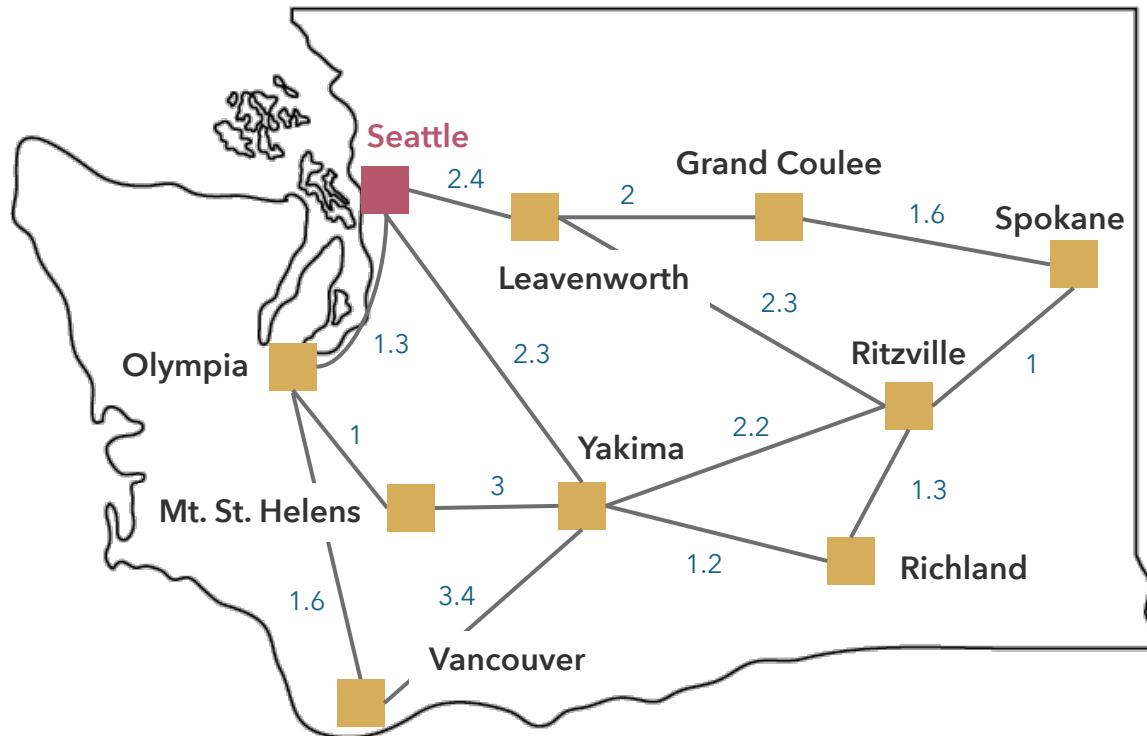 Seattle
2.4
Grand Coulee
2
1.6
Spokane
Leavenworth
2.3
1.3
Olympia
2.3
Ritzville
1
2.2
1
Yakima
3
Mt. St. Helens
1.3
1.2
Richland
1.6
3.4
Vancouver